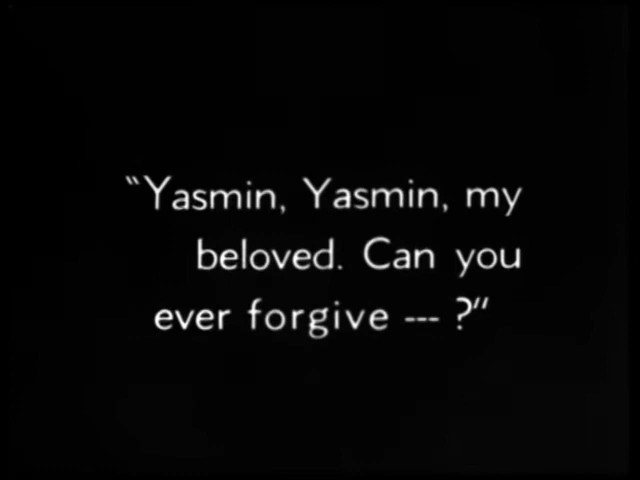 “Yasmin, Yasmin, my
beloved. Can you
ever forgive --- ?”